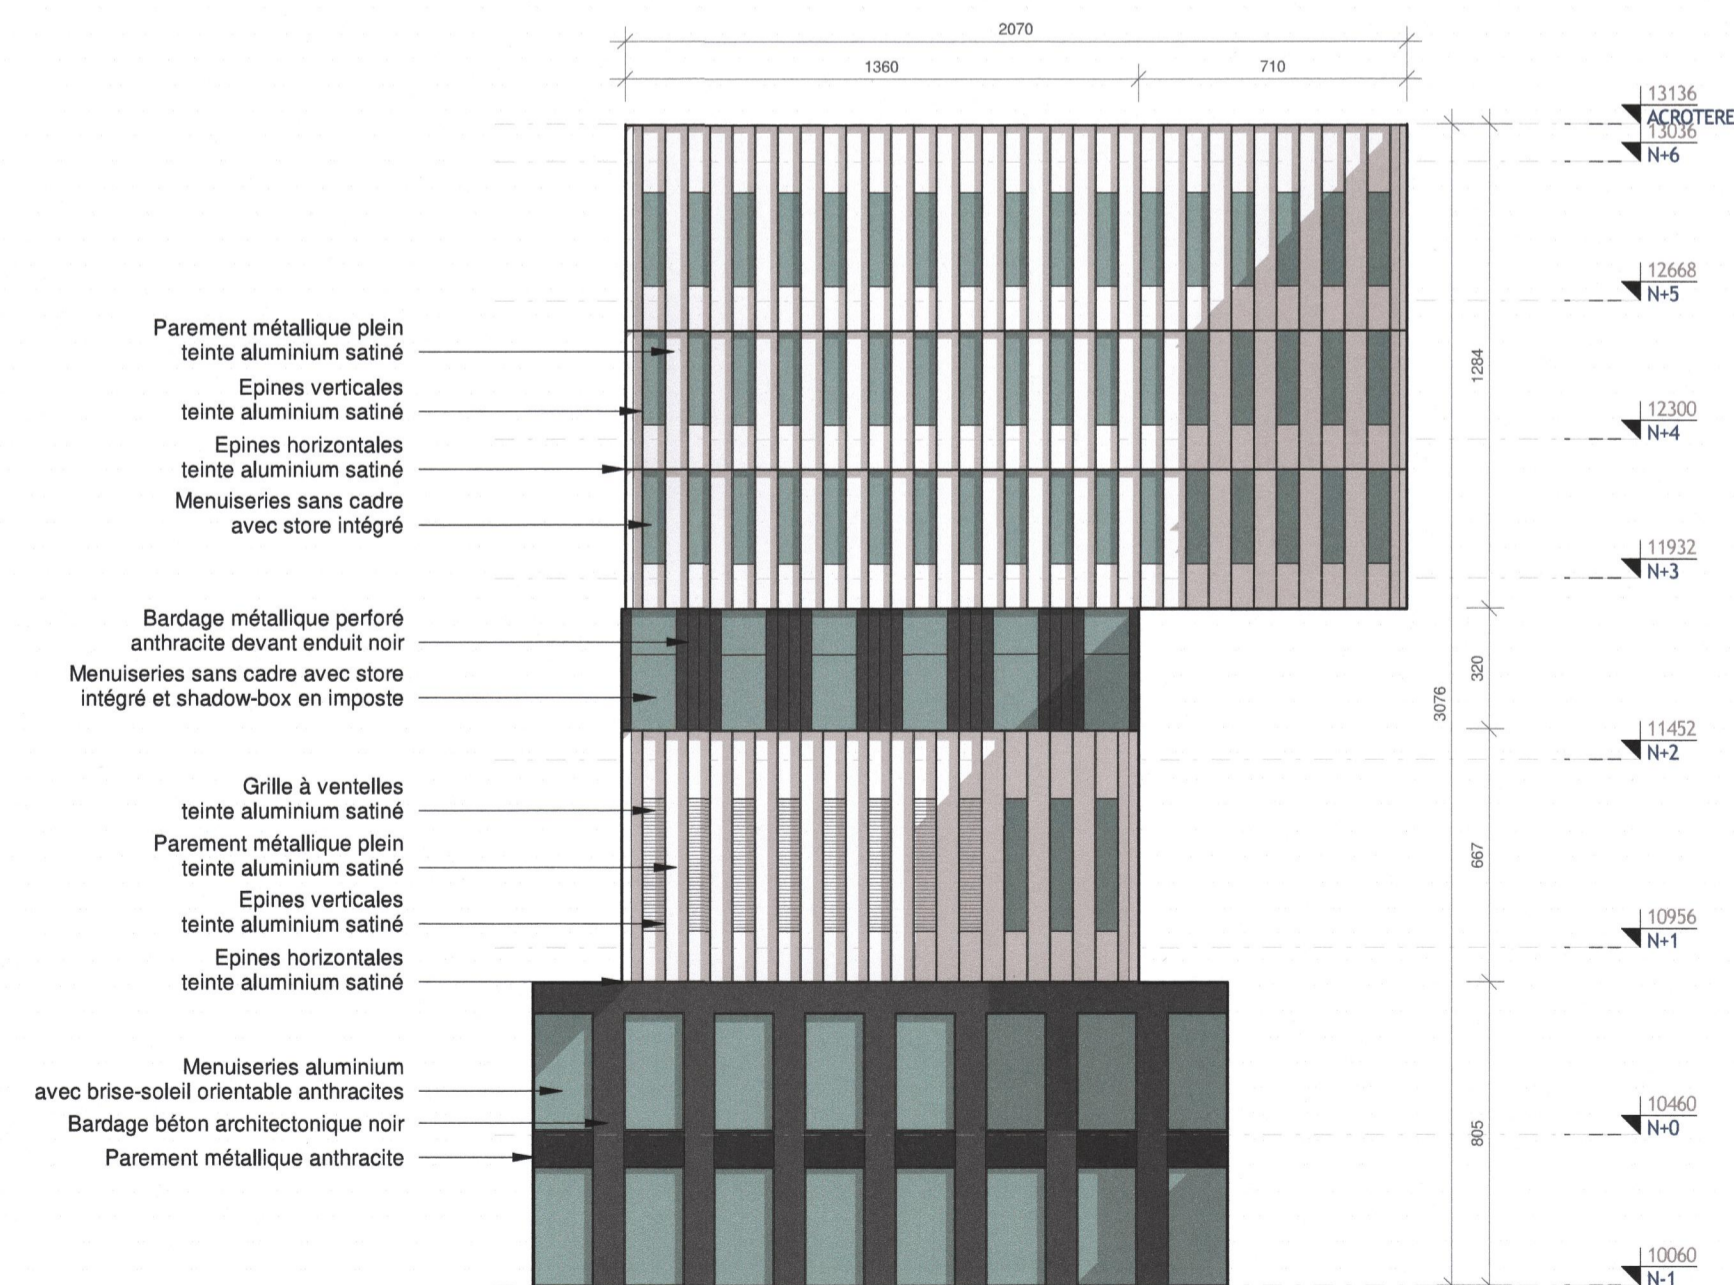 2070
1360
710
13136
ACROTERE
13036
N+6
12668
N+5
Parement métallique plein
teinte aluminium satiné
1284
Epines verticales
teinte aluminium satiné
12300
N+4
Epines horizontales
teinte aluminium satiné
Menuiseries sans cadre
avec store intégré
11932
N+3
Bardage métallique perforé
anthracite devant enduit noir
320
Menuiseries sans cadre avec store
intégré et shadow-box en imposte
3076
11452
N+2
Grille à ventelles
teinte aluminium satiné
Parement métallique plein
teinte aluminium satiné
667
Epines verticales
teinte aluminium satiné
10956
N+1
Epines horizontales
teinte aluminium satiné
Menuiseries aluminium
avec brise-soleil orientable anthracites
Bardage béton architectonique noir
10460
N+0
805
Parement métallique anthracite
10060
N-1